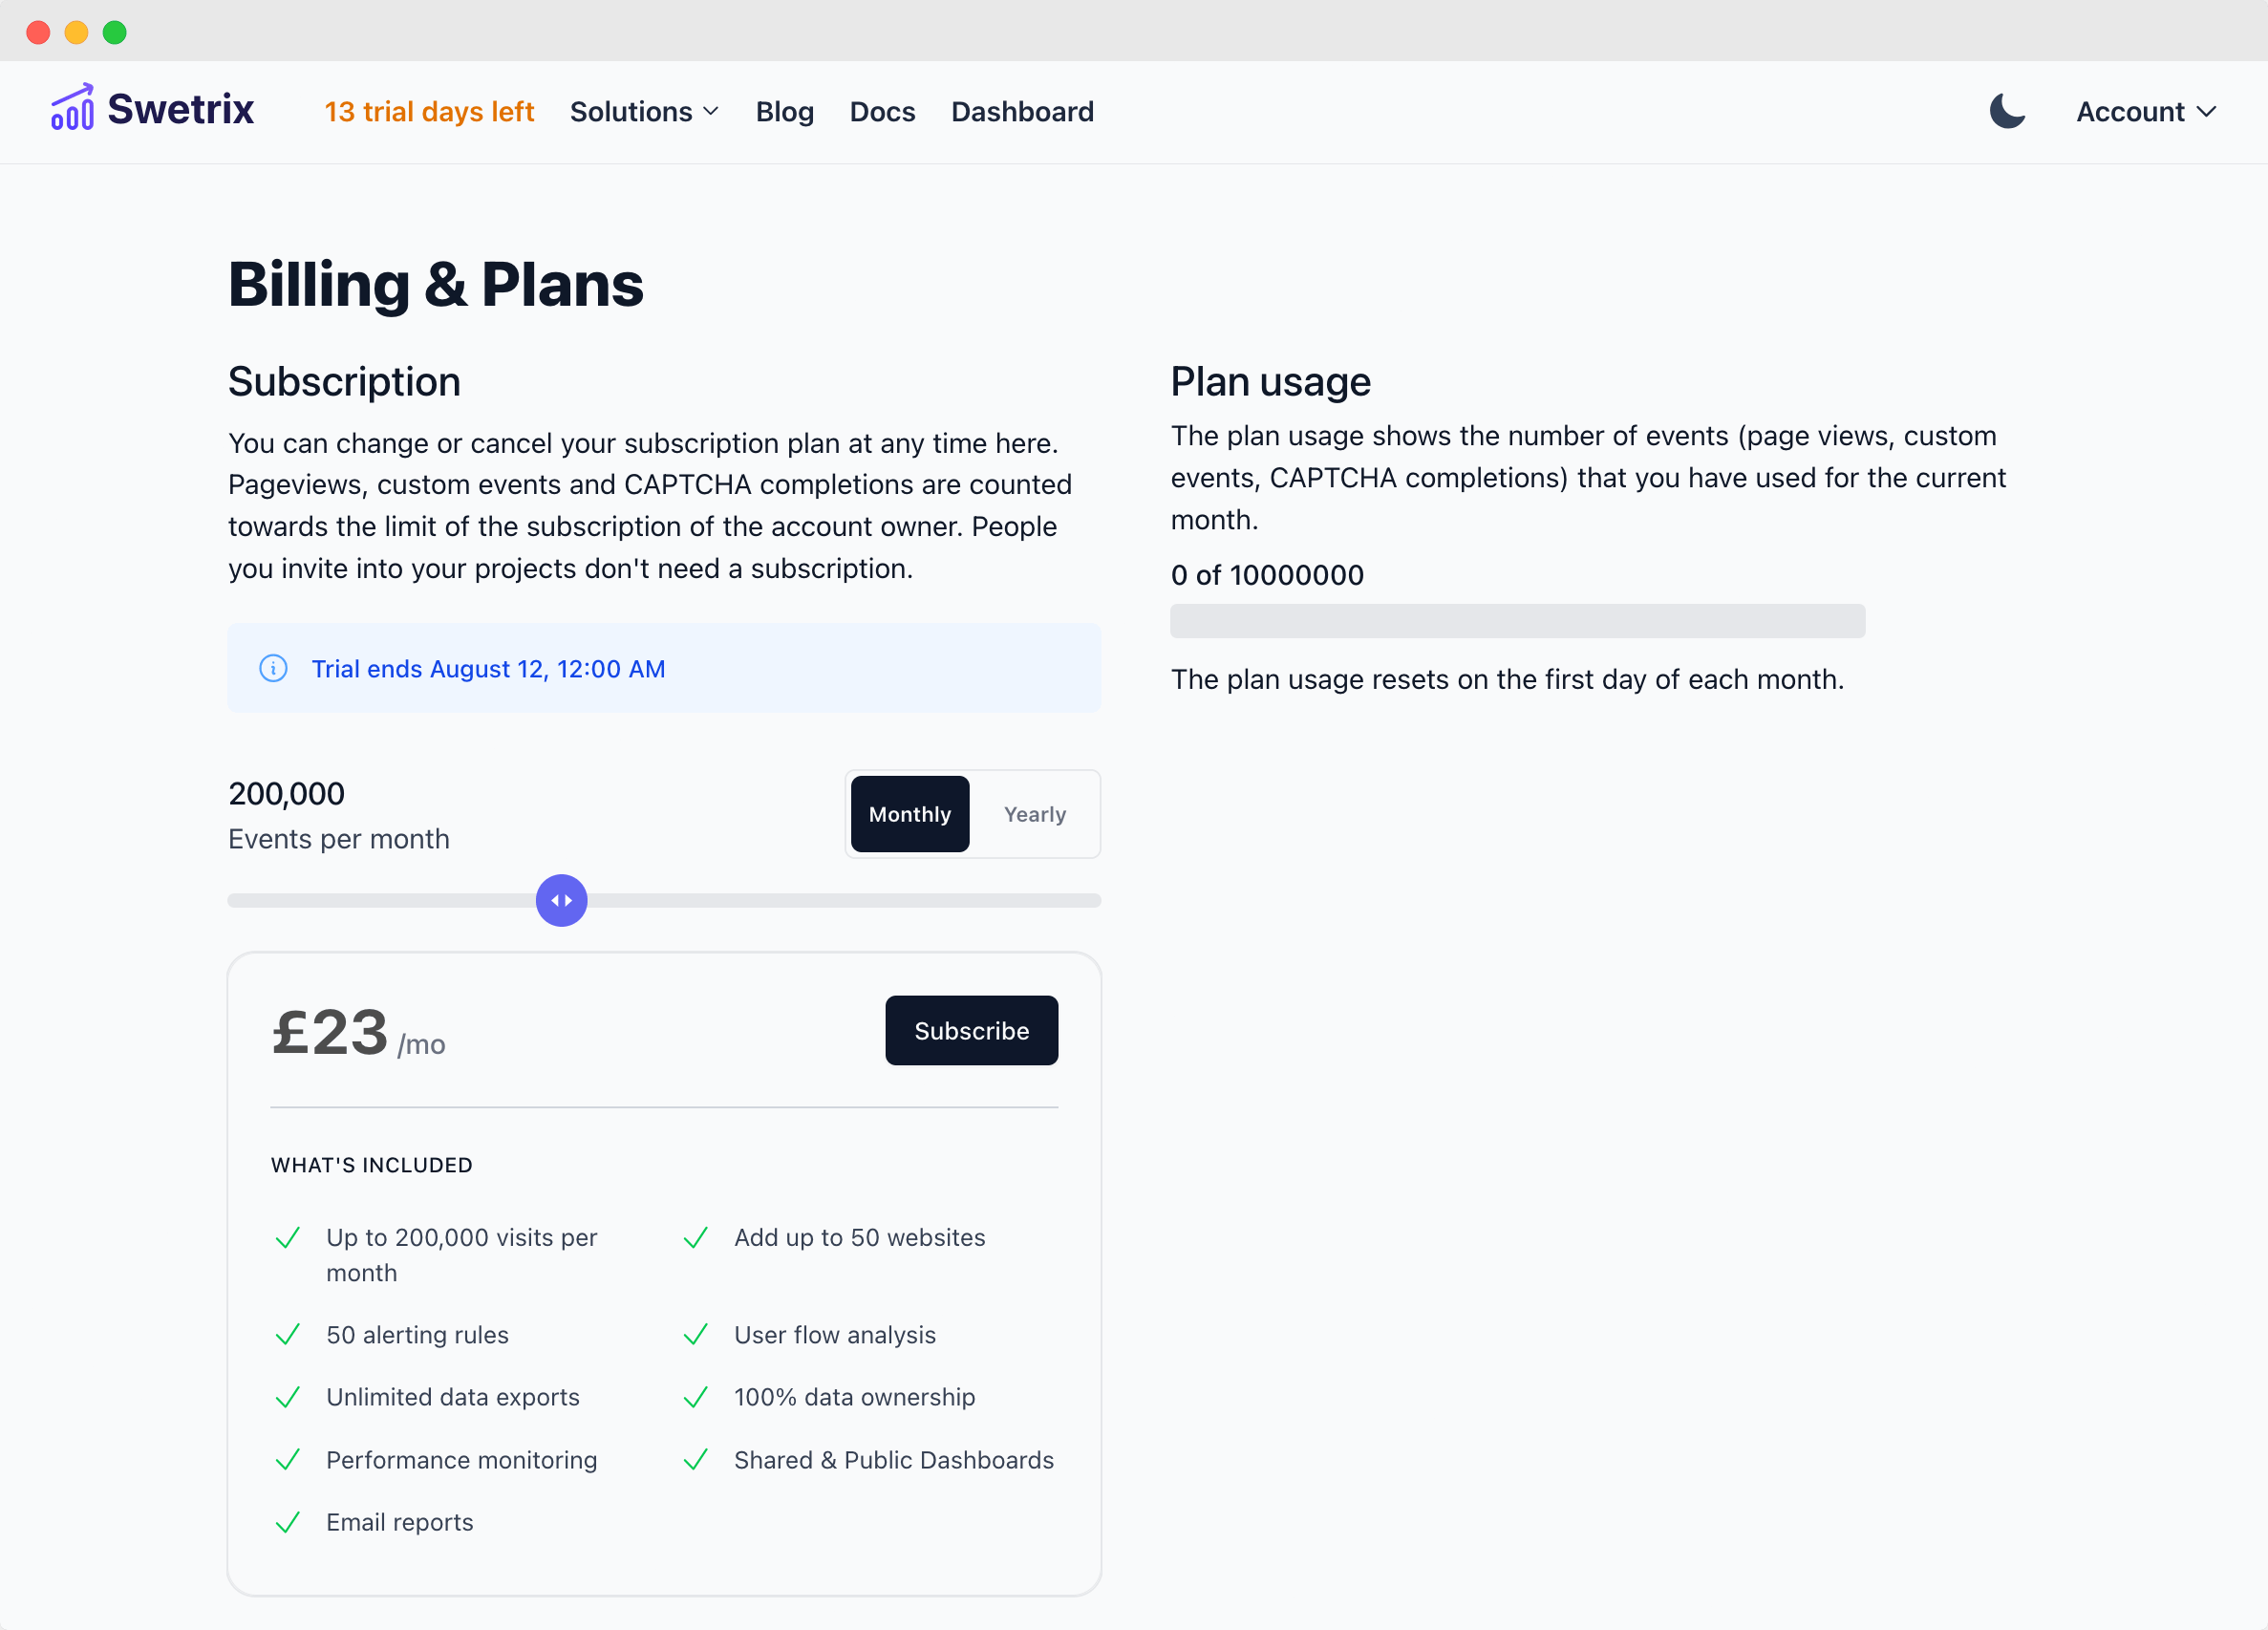 Swetrix
13 trial days left
Solutions
Blog
Docs
Dashboard
Account
Billing & Plans
Subscription
You can change or cancel your subscription plan at any time here.
Pageviews, custom events and CAPTCHA completions are counted
towards the limit of the subscription of the account owner. People
you invite into your projects don't need a subscription.
Trial ends August 12, 12:00 AM
200,000
Events per month
Monthly
Yearly
£23 /mo
Subscribe
WHAT'S INCLUDED
Up to 200,000 visits per
month
Add up to 50 websites
50 alerting rules
User flow analysis
Unlimited data exports
100% data ownership
Performance monitoring
Shared & Public Dashboards
Email reports
Plan usage
The plan usage shows the number of events (page views, custom
events, CAPTCHA completions) that you have used for the current
month.
0 of 10000000
The plan usage resets on the first day of each month.